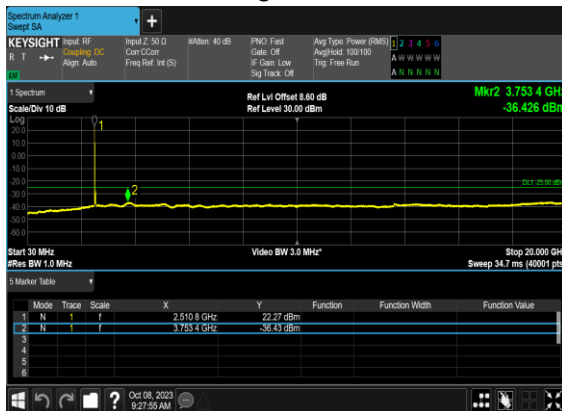 Spectrum Analyzer 1
Swept SA
+
KEYSIGHT Input: RF Input Z: 50 Ω #Atten: 40 dB PNO: Fast Avg Type: Power (RMS) 1 2 3 4 5 6
R T Coupling: DC Corr CCorr Gate: Off Avg|Hold: 100/100 A W W W W W
Align: Auto Freq Ref: Int (S) IF Gain: Low Trig: Free Run
Sig Track: Off A N N N N N
1 Spectrum Ref Lvl Offset 8.60 dB Mkr2 3.753 4 GHz
Scale/Div 10 dB Ref Level 30.00 dBm -36.426 dBm
Log
20.0
10.0
0.00
-10.0
-20.0
-30.0
-40.0
-50.0
-60.0
1
2
Start 30 MHz Video BW 3.0 MHz* Stop 20.000 GHz
#Res BW 1.0 MHz Sweep 34.7 ms (40001 pts)
5 Marker Table
Mode Trace Scale X Y Function Function Width Function Value
1 N 1 f 2.510 8 GHz 22.27 dBm
2 N 1 f 3.753 4 GHz -36.43 dBm
3
4
5
6
? Oct 08, 2023
9:27:55 AM